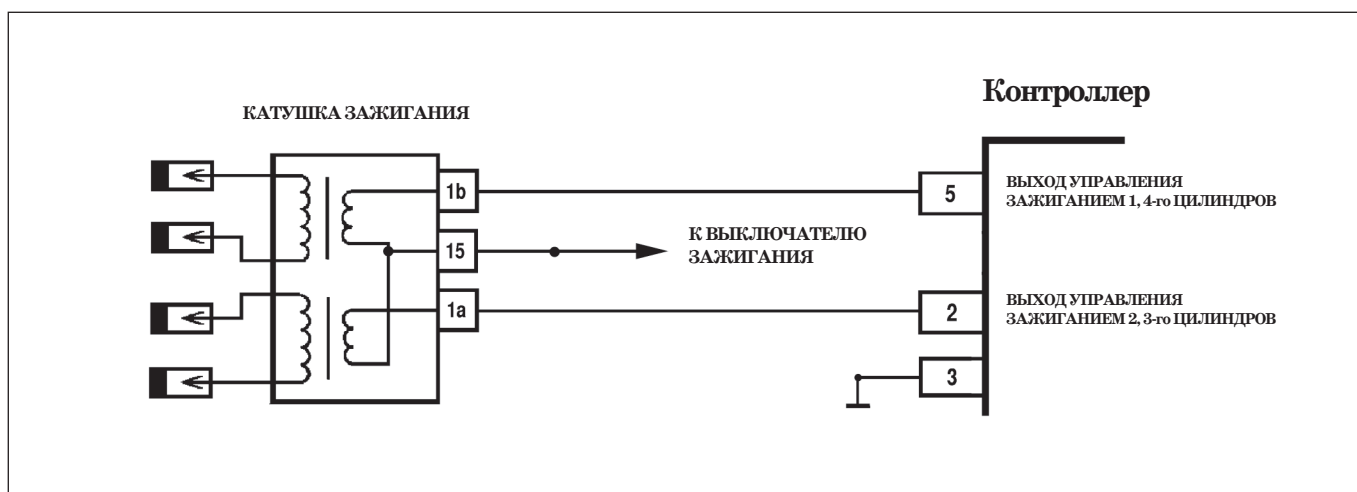 Контроллер
КАТУШКА ЗАЖИГАНИЯ
1b
5
ВЫХОД УПРАВЛЕНИЯ
ЗАЖИГАНИЕМ 1, 4-го ЦИЛИНДРОВ
15
К ВЫКЛЮЧАТЕЛЮ
ЗАЖИГАНИЯ
1a
2
ВЫХОД УПРАВЛЕНИЯ
ЗАЖИГАНИЕМ 2, 3-го ЦИЛИНДРОВ
3